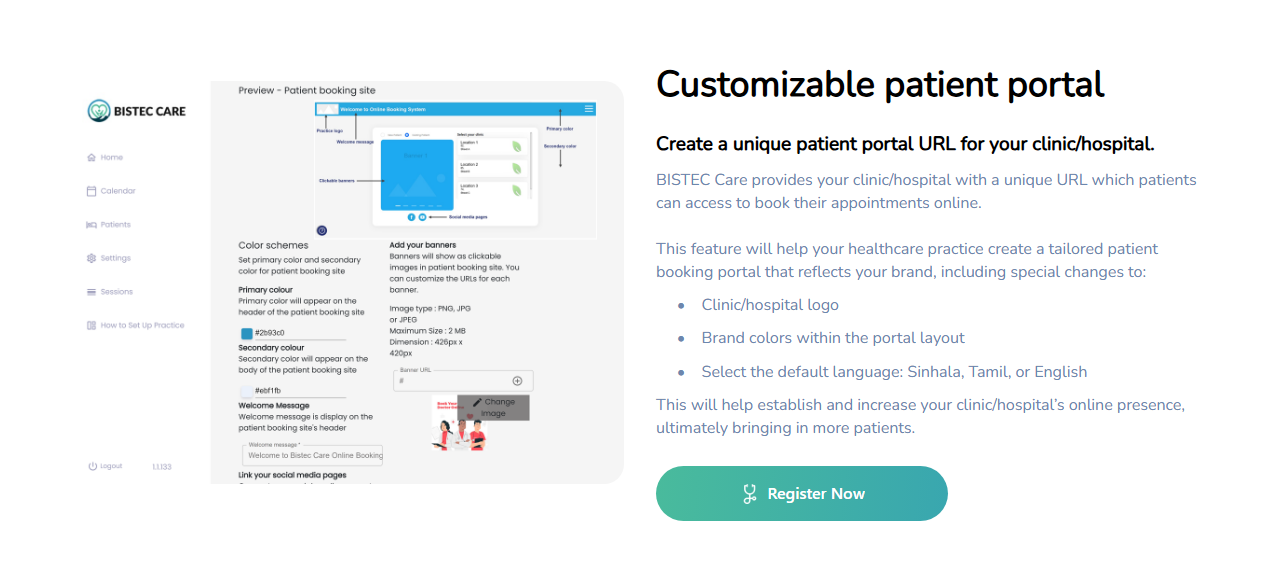 BISTEC CARE
Home
Calendar
Patients
Settings
Sessions
How to Set Up Practice
Logout
1.1.133
Preview - Patient booking site
Welcome to Online Booking System
Practice logo
Welcome message
Primary color
Secondary color
Clickable banners
Select your clinic
Location 1
Location 2
Location 3
Social media pages
Color schemes
Set primary color and secondary
color for patient booking site
Primary colour
Primary color will appear on the
header of the patient booking site
#2b93c0
Secondary colour
Secondary color will appear on the
body of the patient booking site
#ebf1fb
Welcome Message
Welcome message is display on the
patient booking site's header
Welcome message *
Welcome to Bistec Care Online Booking
Link your social media pages
Add your banners
Banners will show as clickable
images in patient booking site. You
can customize the URLs for each
banner.
Image type : PNG, JPG
or JPEG
Maximum Size : 2 MB
Dimension : 426px x
420px
Banner URL
#
Book Your
Change
Image
Customizable patient portal
Create a unique patient portal URL for your clinic/hospital.
BISTEC Care provides your clinic/hospital with a unique URL which patients
can access to book their appointments online.
This feature will help your healthcare practice create a tailored patient
booking portal that reflects your brand, including special changes to:
• Clinic/hospital logo
• Brand colors within the portal layout
• Select the default language: Sinhala, Tamil, or English
This will help establish and increase your clinic/hospital's online presence,
ultimately bringing in more patients.
Register Now